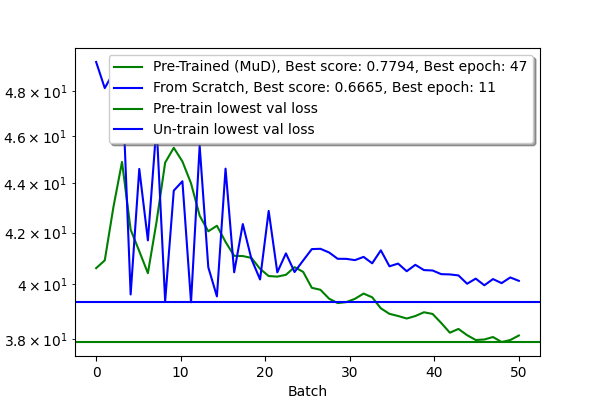 Pre-Trained (MuD), Best score: 0.7794, Best epoch: 47
From Scratch, Best score: 0.6665, Best epoch: 11
Pre-train lowest val loss
Un-train lowest val loss
4.8 × 10¹
4.6 × 10¹
4.4 × 10¹
4.2 × 10¹
4 × 10¹
3.8 × 10¹
0 10 20 30 40 50
Batch